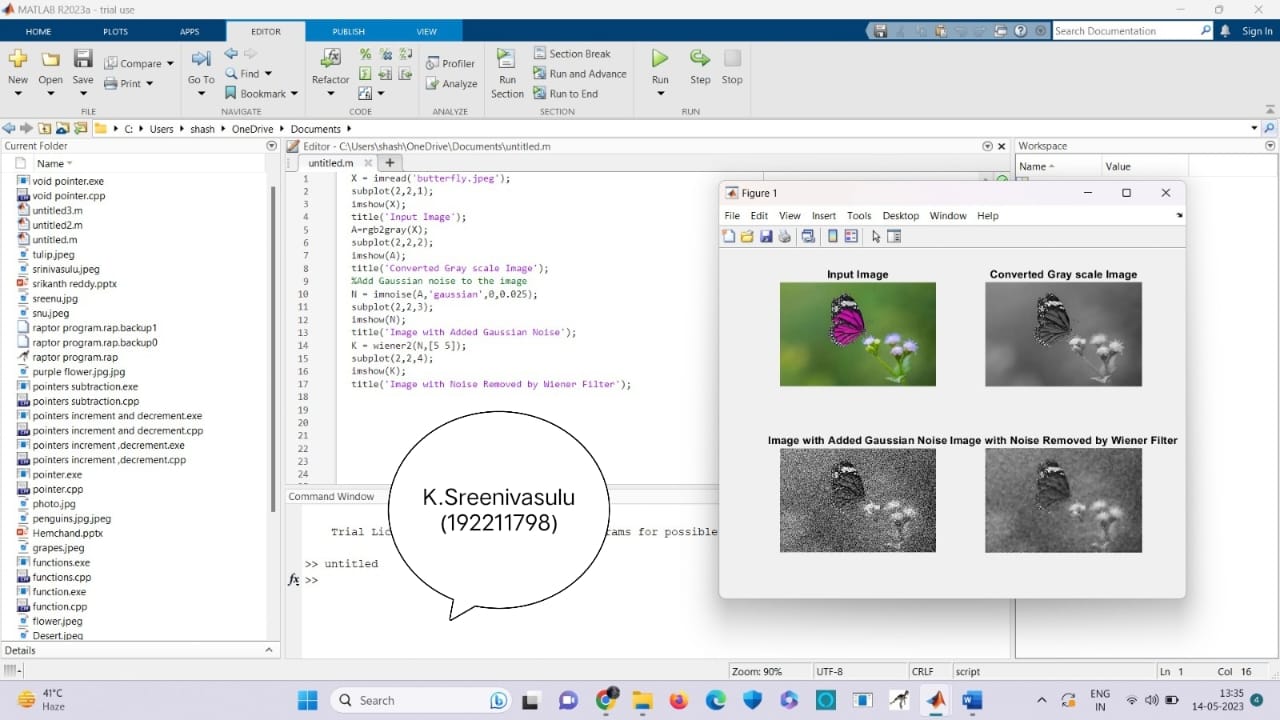 MATLAB R2023a - trial use
HOME PLOTS APPS EDITOR PUBLISH VIEW
Search Documentation
Sign In
New Open Save
Compare
Print
FILE
Go To
Find
Bookmark
NAVIGATE
Refactor
CODE
Profiler
Analyze
ANALYZE
Run Section
Section Break
Run and Advance
Run to End
SECTION
Run Step Stop
RUN
C: Users shash OneDrive Documents
Current Folder
Name
void pointer.exe
void pointer.cpp
untitled3.m
untitled2.m
untitled.m
tulip.jpeg
srinivasulu.jpeg
srikanth reddy.pptx
sreenu.jpg
snu.jpeg
raptor program.rap.backup1
raptor program.rap.backup0
raptor program.rap
purple flower.jpg.jpg
pointers subtraction.exe
pointers subtraction.cpp
pointers increment and decrement.exe
pointers increment and decrement.cpp
pointers increment ,decrement.exe
pointers increment ,decrement.cpp
pointer.exe
pointer.cpp
photo.jpg
penguins.jpg.jpeg
Hemchand.pptx
grapes.jpeg
functions.exe
functions.cpp
function.exe
function.cpp
flower.jpeg
Desert.jpeg
Details
Editor - C:\Users\shash\OneDrive\Documents\untitled.m
untitled.m
1 X = imread('butterfly.jpeg');
2 subplot(2,2,1);
3 imshow(X);
4 title('Input Image');
5 A=rgb2gray(X);
6 subplot(2,2,2);
7 imshow(A);
8 title('Converted Gray scale Image');
9 %Add Gaussian noise to the image
10 N = imnoise(A,'gaussian',0,0.025);
11 subplot(2,2,3);
12 imshow(N);
13 title('Image with Added Gaussian Noise');
14 K = wiener2(N,[5 5]);
15 subplot(2,2,4);
16 imshow(K);
17 title('Image with Noise Removed by Wiener Filter');
18
19
20
21
22
23
24
Command Window
Trial Lic
ams for possible
>> untitled
fx >>
K.Sreenivasulu
(192211798)
Workspace
Name Value
Figure 1
File Edit View Insert Tools Desktop Window Help
Input Image
Converted Gray scale Image
Image with Added Gaussian Noise
Image with Noise Removed by Wiener Filter
Zoom: 90% UTF-8 CRLF script Ln 1 Col 16
41°C
Haze
Search
ENG
IN
13:35
14-05-2023
4